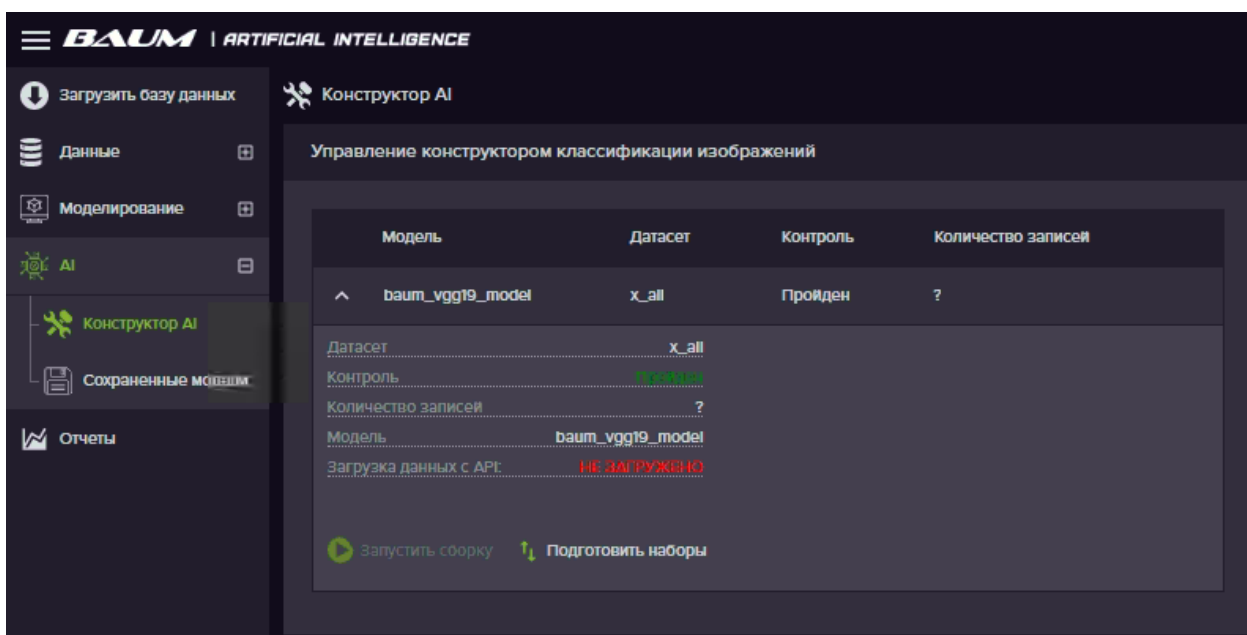 BAUM | ARTIFICIAL INTELLIGENCE
Загрузить базу данных
Данные
Моделирование
AI
Конструктор AI
Сохраненные
Отчеты
Конструктор AI
Управление конструктором классификации изображений
Модель Датасет Контроль Количество записей
baum_vgg19_model x_all Пройден ?
Датасет x_all
Контроль Пройден
Количество записей ?
Модель baum_vgg19_model
Загрузка данных с API: НЕ ЗАГРУЖЕНО
Запустить сборку Подготовить наборы